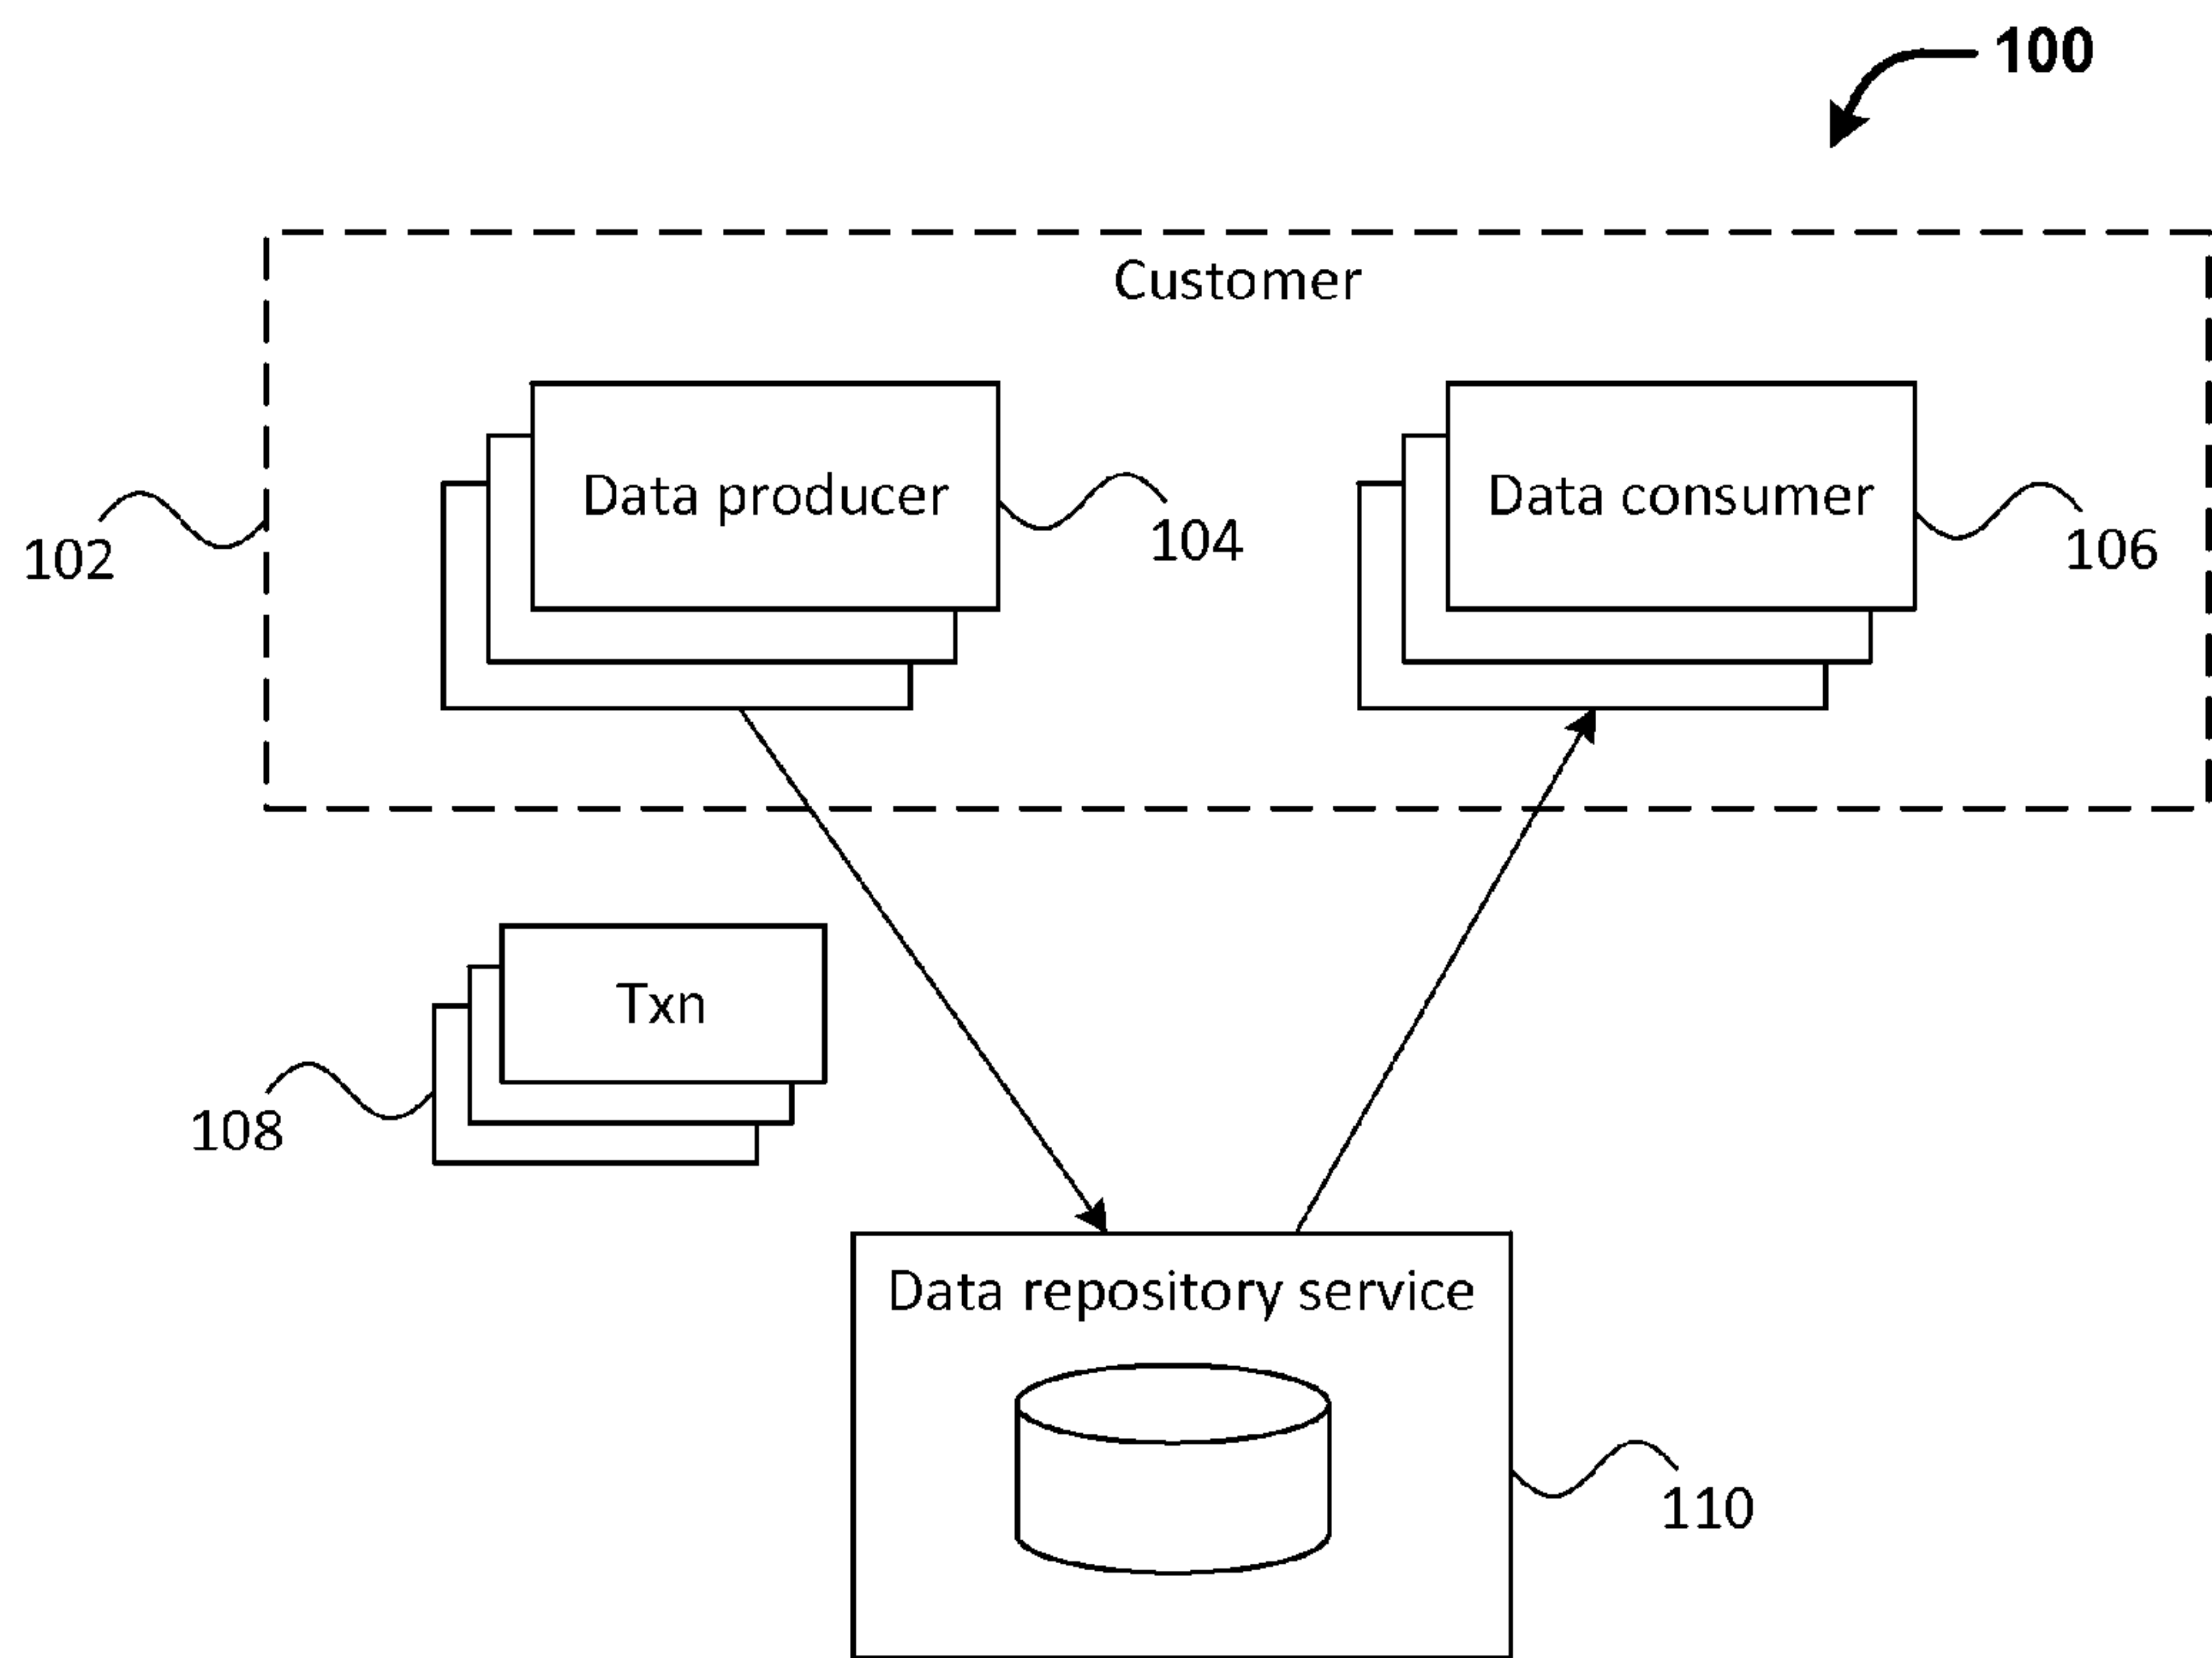 100
Customer
Data producer
Data consumer
102
104
106
Txn
108
Data repository service
110